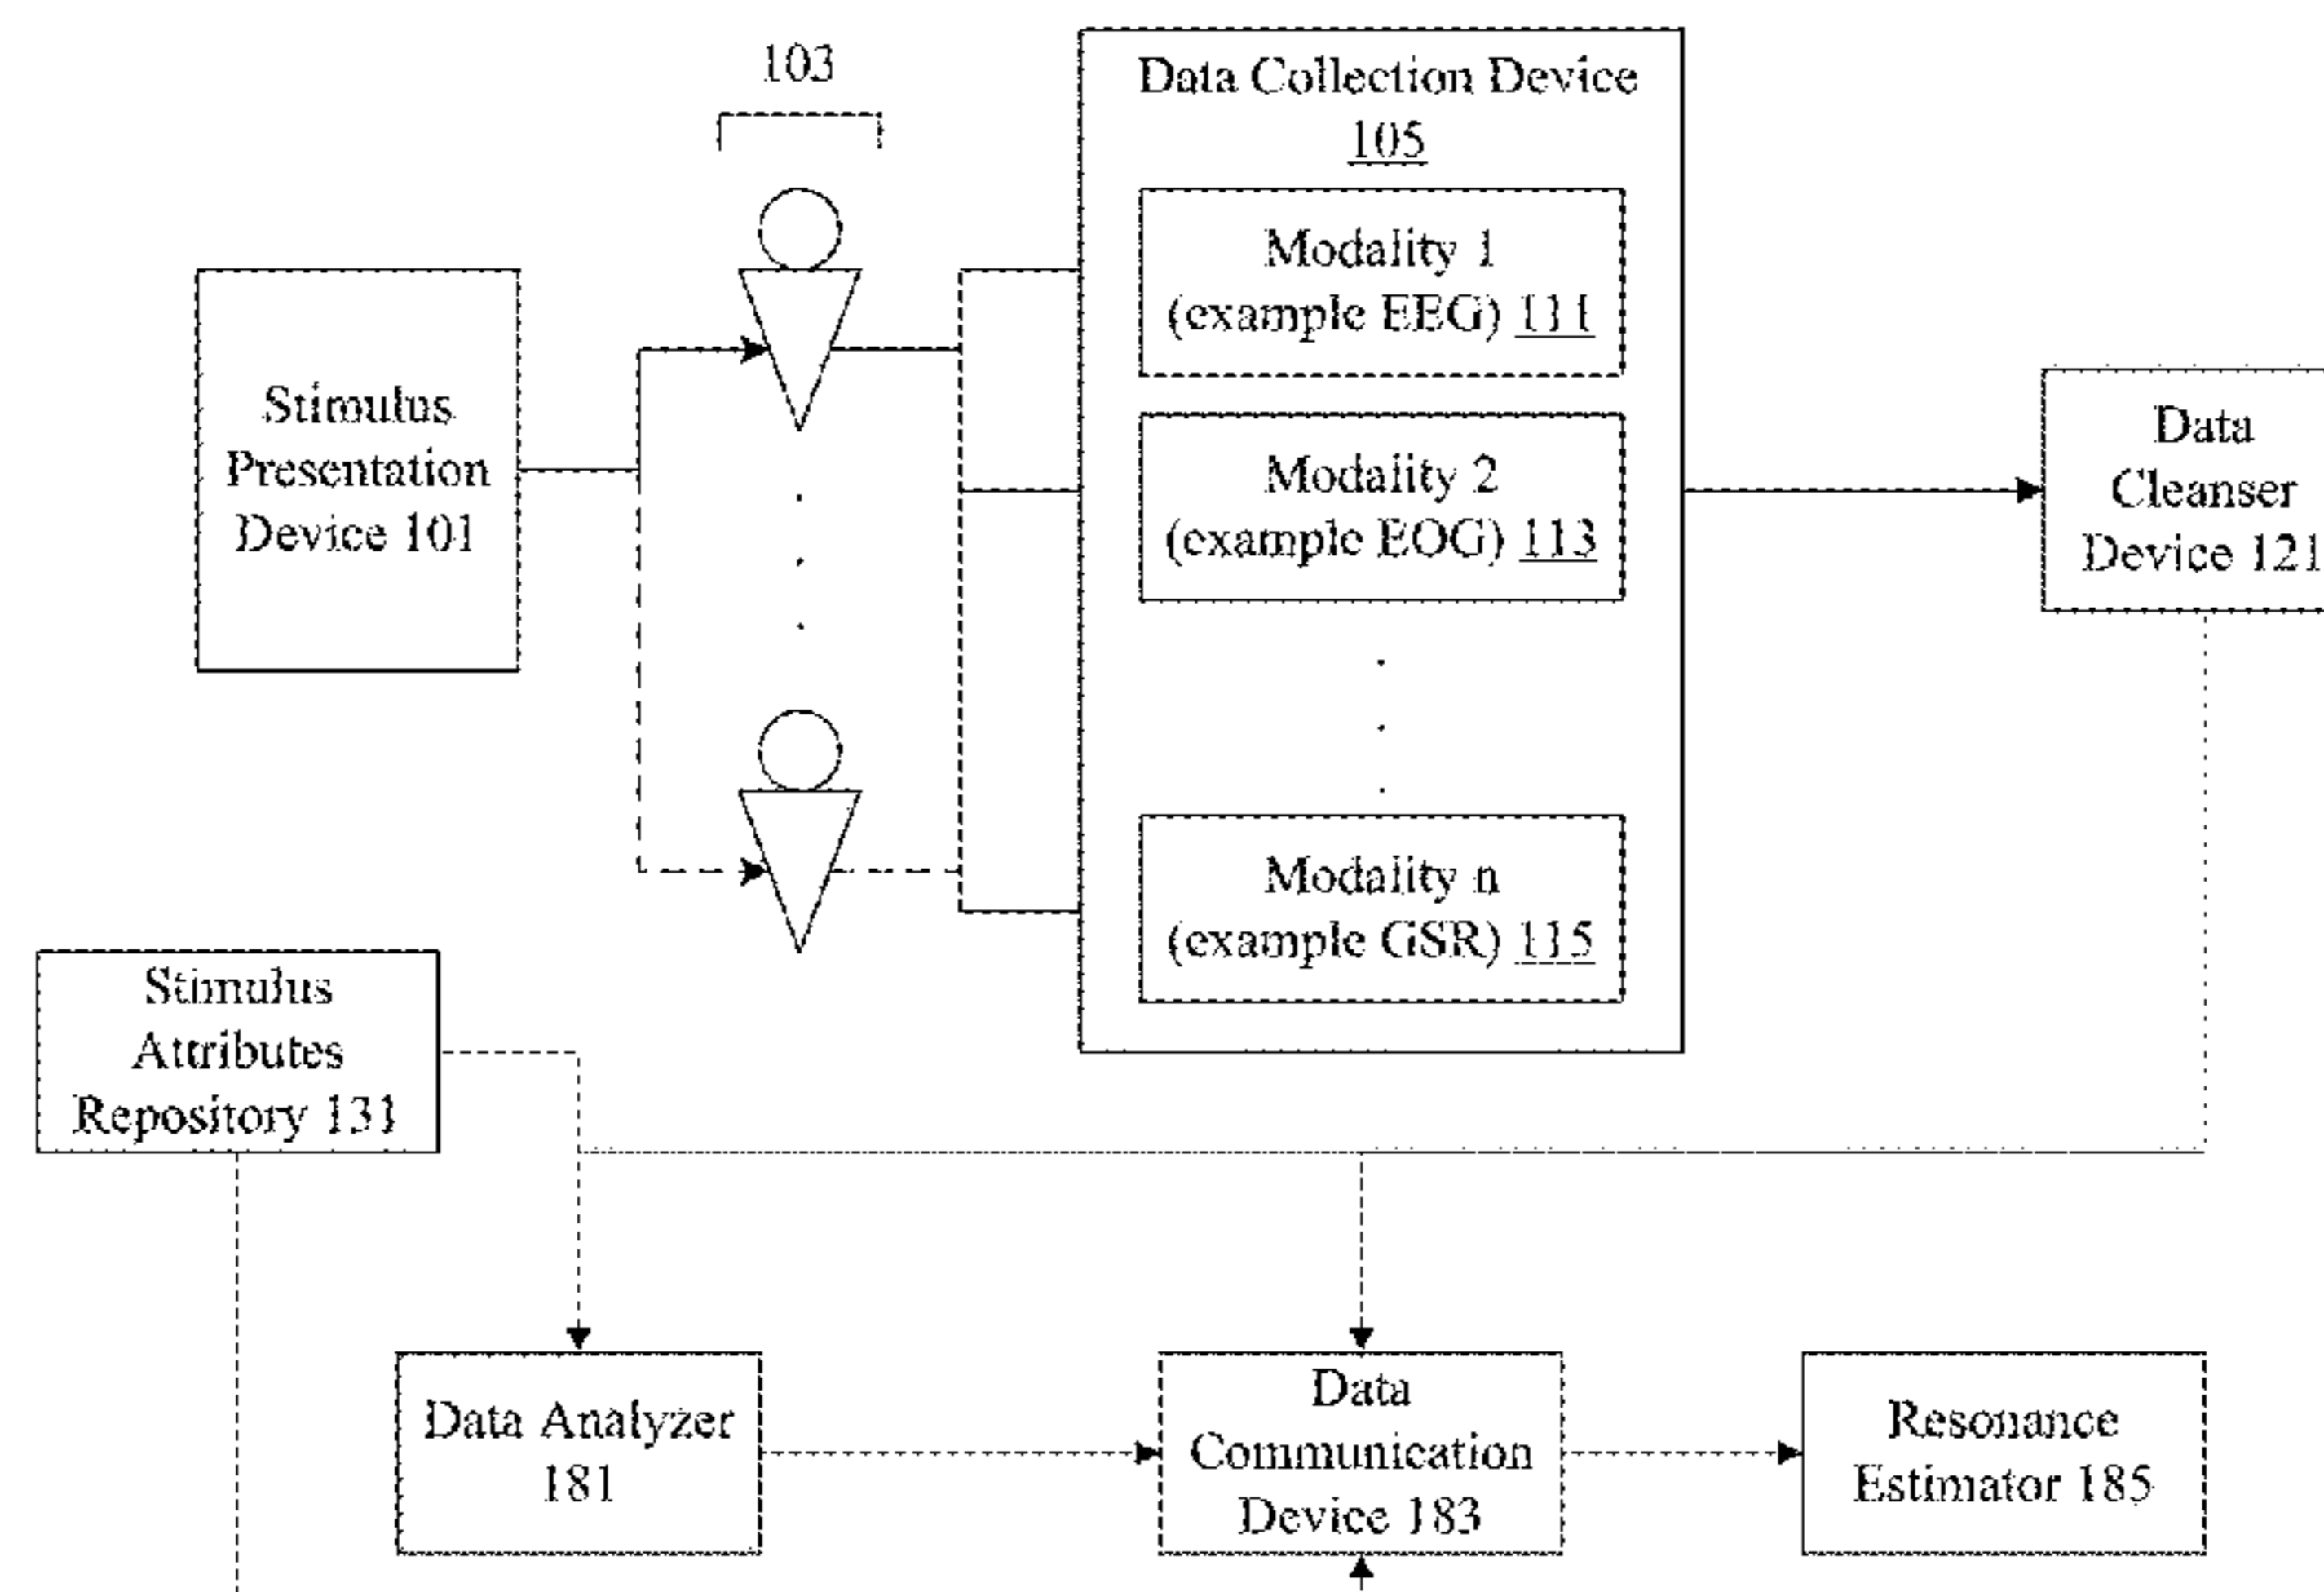 103
Data Collection Device
105
Modality 1
(example EEG) 111
Stimulus
Presentation
Device 101
Modality 2
(example EOG) 113
Data
Cleanser
Device 121
Modality n
(example GSR) 115
Stimulus
Attributes
Repository 131
Data Analyzer
181
Data
Communication
Device 183
Resonance
Estimator 185